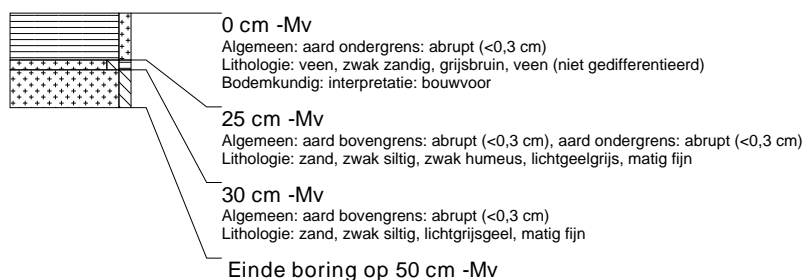 0 cm -Mv
Algemeen: aard ondergrens: abrupt (<0,3 cm)
Lithologie: veen, zwak zandig, grijsbruin, veen (niet gedifferentieerd)
Bodemkundig: interpretatie: bouwvoor
25 cm -Mv
Algemeen: aard bovengrens: abrupt (<0,3 cm), aard ondergrens: abrupt (<0,3 cm)
Lithologie: zand, zwak siltig, zwak humeus, lichtgeelgrijs, matig fijn
30 cm -Mv
Algemeen: aard bovengrens: abrupt (<0,3 cm)
Lithologie: zand, zwak siltig, lichtgrijsgeel, matig fijn
Einde boring op 50 cm -Mv